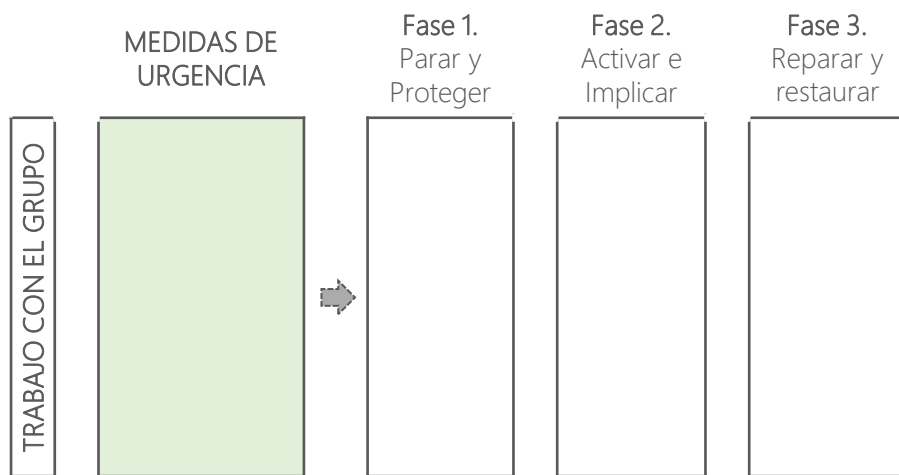 MEDIDAS DE
URGENCIA
Fase 1.
Parar y
Proteger
Fase 2.
Activar e
Implicar
Fase 3.
Reparar y
restaurar
TRABAJO CON EL GRUPO